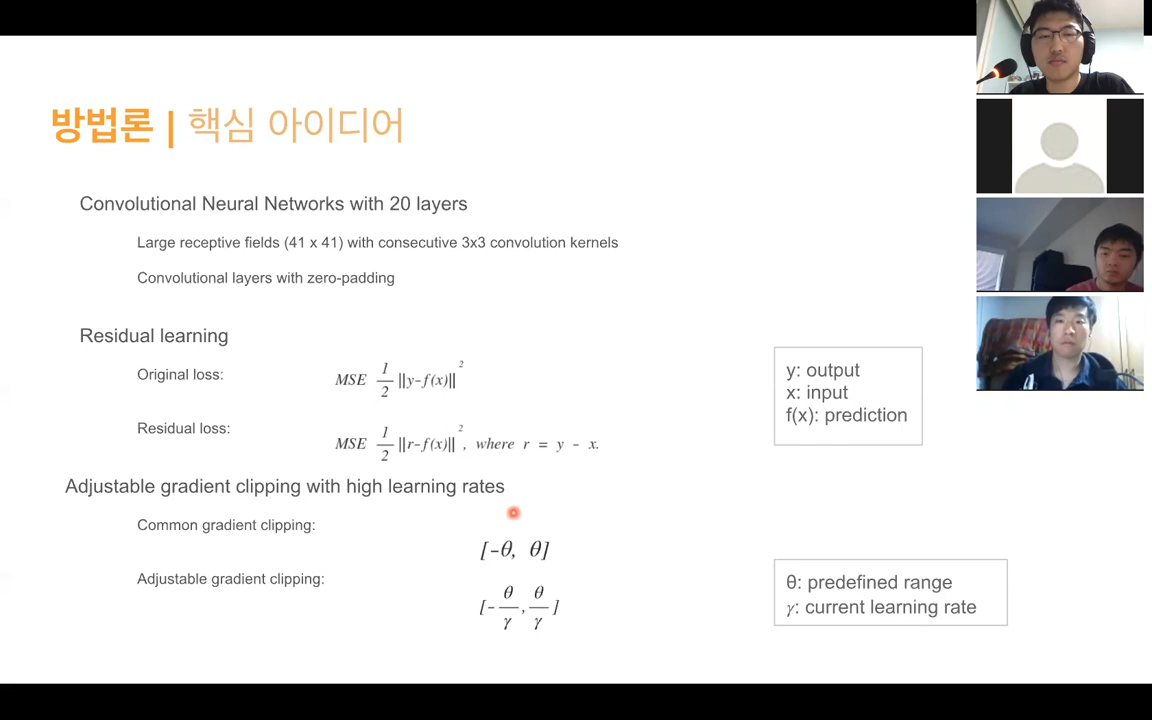 방법론 | 핵심 아이디어
Convolutional Neural Networks with 20 layers
Large receptive fields (41 x 41) with consecutive 3x3 convolution kernels
Convolutional layers with zero-padding
Residual learning
Original loss: MSE 1/2 ||y-f(x)||²
Residual loss: MSE 1/2 ||r-f(x)||², where r = y - x.
y: output
x: input
f(x): prediction
Adjustable gradient clipping with high learning rates
Common gradient clipping: [-θ, θ]
Adjustable gradient clipping: [-θ/γ, θ/γ]
θ: predefined range
γ: current learning rate